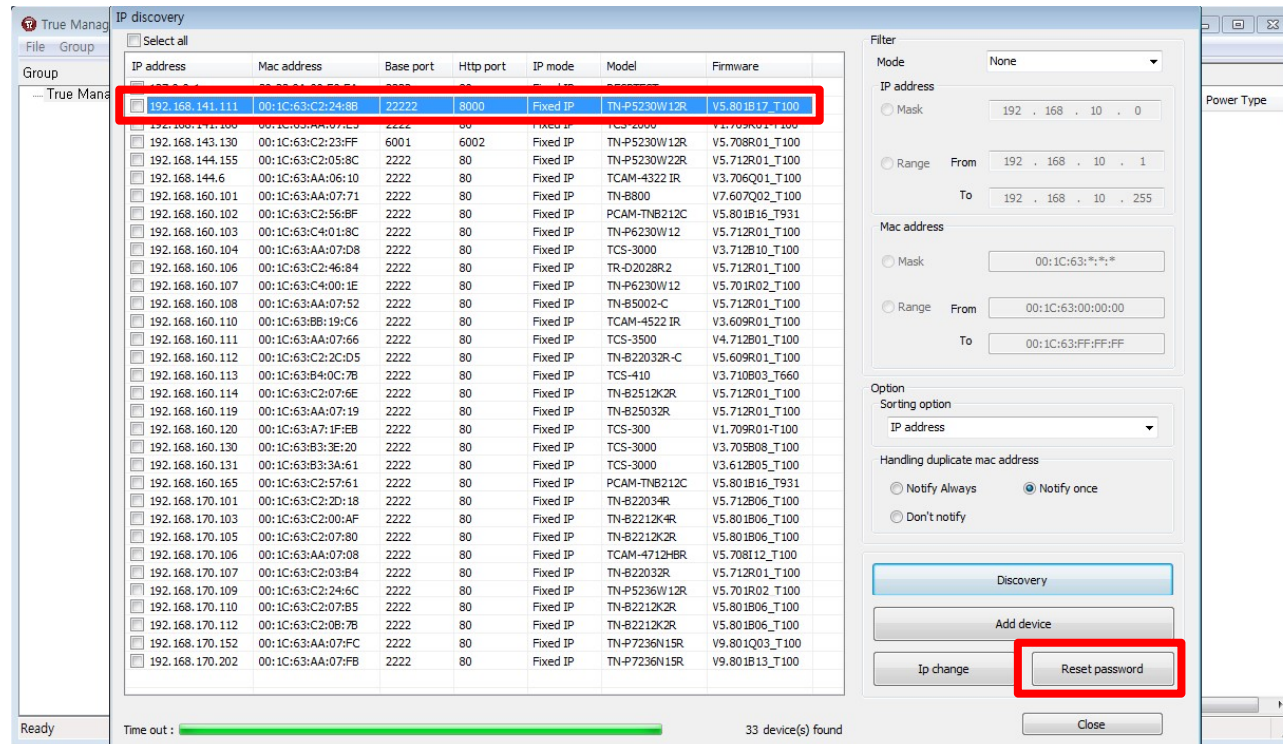 IP discovery
True Manag
File Group
Group
True Mana
Power Type
Select all
IP address Mac address Base port Http port IP mode Model Firmware
192.168.141.111 00:1C:63:C2:24:8B 22222 8000 Fixed IP TN-P5230W12R V5.801B17_T100
192.168.143.130 00:1C:63:C2:23:FF 6001 6002 Fixed IP TN-P5230W12R V5.708R01_T100
192.168.144.155 00:1C:63:C2:05:8C 2222 80 Fixed IP TN-P5230W22R V5.712R01_T100
192.168.144.6 00:1C:63:AA:06:10 2222 80 Fixed IP TCAM-4322 IR V3.706Q01_T100
192.168.160.101 00:1C:63:AA:07:71 2222 80 Fixed IP TN-B800 V7.607Q02_T100
192.168.160.102 00:1C:63:C2:56:BF 2222 80 Fixed IP PCAM-TNB212C V5.801B16_T931
192.168.160.103 00:1C:63:C4:01:8C 2222 80 Fixed IP TN-P6230W12 V5.712R01_T100
192.168.160.104 00:1C:63:AA:07:D8 2222 80 Fixed IP TCS-3000 V3.712B10_T100
192.168.160.106 00:1C:63:C2:46:84 2222 80 Fixed IP TR-D2028R2 V5.712R01_T100
192.168.160.107 00:1C:63:C4:00:1E 2222 80 Fixed IP TN-P6230W12 V5.701R02_T100
192.168.160.108 00:1C:63:AA:07:52 2222 80 Fixed IP TN-B5002-C V5.712R01_T100
192.168.160.110 00:1C:63:BB:19:C6 2222 80 Fixed IP TCAM-4522 IR V3.609R01_T100
192.168.160.111 00:1C:63:AA:07:66 2222 80 Fixed IP TCS-3500 V4.712B01_T100
192.168.160.112 00:1C:63:C2:2C:D5 2222 80 Fixed IP TN-B22032R-C V5.609R01_T100
192.168.160.113 00:1C:63:B4:0C:7B 2222 80 Fixed IP TCS-410 V3.710B03_T660
192.168.160.114 00:1C:63:C2:07:6E 2222 80 Fixed IP TN-B2512K2R V5.712R01_T100
192.168.160.119 00:1C:63:AA:07:19 2222 80 Fixed IP TN-B25032R V5.712R01_T100
192.168.160.120 00:1C:63:A7:1F:EB 2222 80 Fixed IP TCS-300 V1.709R01-T100
192.168.160.130 00:1C:63:B3:3E:20 2222 80 Fixed IP TCS-3000 V3.705B08_T100
192.168.160.131 00:1C:63:B3:3A:61 2222 80 Fixed IP TCS-3000 V3.612B05_T100
192.168.160.165 00:1C:63:C2:57:61 2222 80 Fixed IP PCAM-TNB212C V5.801B16_T931
192.168.170.101 00:1C:63:C2:2D:18 2222 80 Fixed IP TN-B22034R V5.712B06_T100
192.168.170.103 00:1C:63:C2:00:AF 2222 80 Fixed IP TN-B2212K4R V5.801B06_T100
192.168.170.105 00:1C:63:C2:07:80 2222 80 Fixed IP TN-B2212K2R V5.801B06_T100
192.168.170.106 00:1C:63:AA:07:08 2222 80 Fixed IP TCAM-4712HBR V5.708I12_T100
192.168.170.107 00:1C:63:C2:03:B4 2222 80 Fixed IP TN-B22032R V5.712R01_T100
192.168.170.109 00:1C:63:C2:24:6C 2222 80 Fixed IP TN-P5236W12R V5.701R02_T100
192.168.170.110 00:1C:63:C2:07:B5 2222 80 Fixed IP TN-B2212K2R V5.801B06_T100
192.168.170.112 00:1C:63:C2:0B:7B 2222 80 Fixed IP TN-B2212K2R V5.801B06_T100
192.168.170.152 00:1C:63:AA:07:FC 2222 80 Fixed IP TN-P7236N15R V9.801Q03_T100
192.168.170.202 00:1C:63:AA:07:FB 2222 80 Fixed IP TN-P7236N15R V9.801B13_T100
Filter
Mode None
IP address
Mask 192 . 168 . 10 . 0
Range From 192 . 168 . 10 . 1
To 192 . 168 . 10 . 255
Mac address
Mask 00:1C:63:*:*:*
Range From 00:1C:63:00:00:00
To 00:1C:63:FF:FF:FF
Option
Sorting option
IP address
Handling duplicate mac address
Notify Always Notify once
Don't notify
Discovery
Add device
Ip change Reset password
Close
Time out : 33 device(s) found
Ready